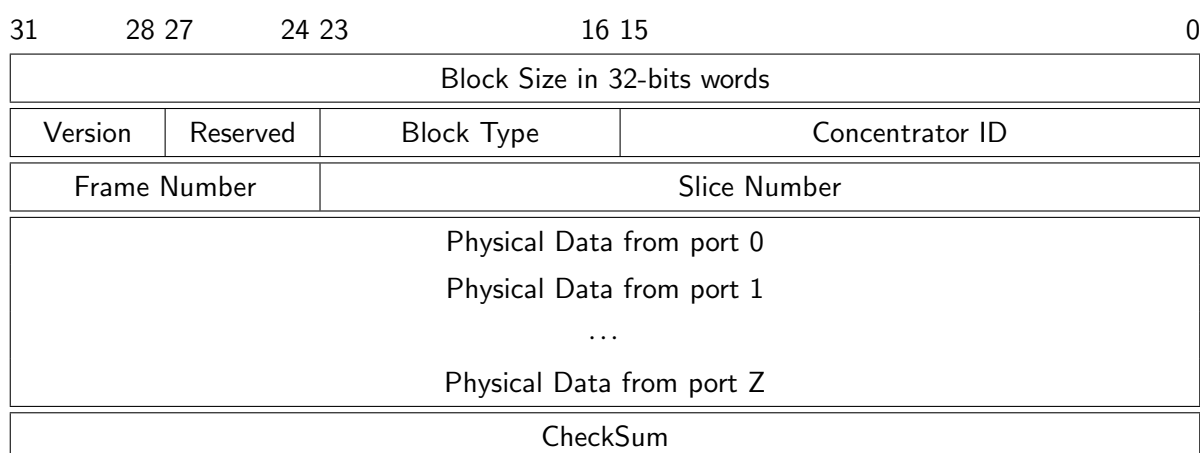 31 28 27 24 23 16 15 0
Block Size in 32-bits words
Version Reserved Block Type Concentrator ID
Frame Number Slice Number
Physical Data from port 0
Physical Data from port 1
...
Physical Data from port Z
CheckSum